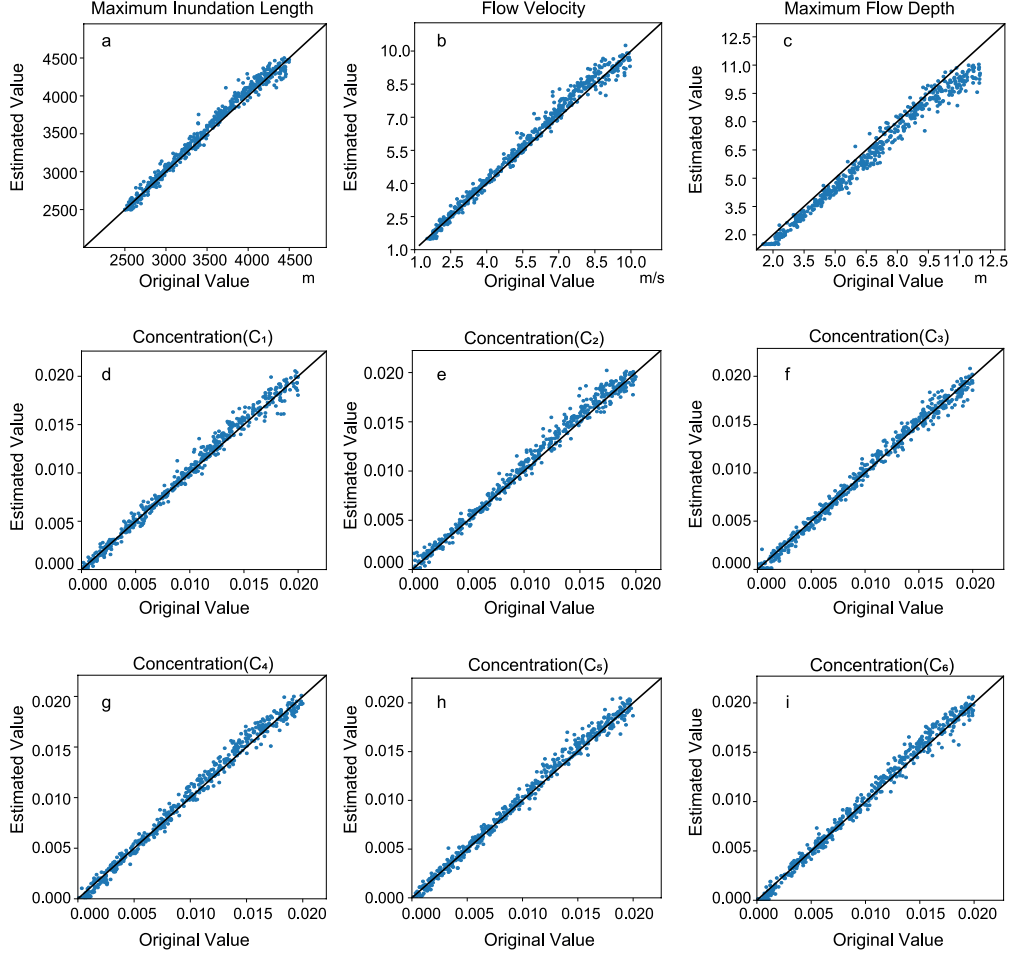 Maximum Inundation Length
Flow Velocity
Maximum Flow Depth
a
Estimated Value
4500
4000
3500
3000
2500
2500 3000 3500 4000 4500
Original Value
m
b
Estimated Value
10.0
8.5
7.0
5.5
4.0
2.5
1.0
1.0 2.5 4.0 5.5 7.0 8.5 10.0
Original Value
m/s
c
Estimated Value
12.5
11.0
9.5
8.0
6.5
5.0
3.5
2.0
2.0 3.5 5.0 6.5 8.0 9.5 11.0 12.5
Original Value
m
Concentration(C₁)
Concentration(C₂)
Concentration(C₃)
d
Estimated Value
0.020
0.015
0.010
0.005
0.000
0.000 0.005 0.010 0.015 0.020
Original Value
e
Estimated Value
0.020
0.015
0.010
0.005
0.000
0.000 0.005 0.010 0.015 0.020
Original Value
f
Estimated Value
0.020
0.015
0.010
0.005
0.000
0.000 0.005 0.010 0.015 0.020
Original Value
Concentration(C₄)
Concentration(C₅)
Concentration(C₆)
g
Estimated Value
0.020
0.015
0.010
0.005
0.000
0.000 0.005 0.010 0.015 0.020
Original Value
h
Estimated Value
0.020
0.015
0.010
0.005
0.000
0.000 0.005 0.010 0.015 0.020
Original Value
i
Estimated Value
0.020
0.015
0.010
0.005
0.000
0.000 0.005 0.010 0.015 0.020
Original Value